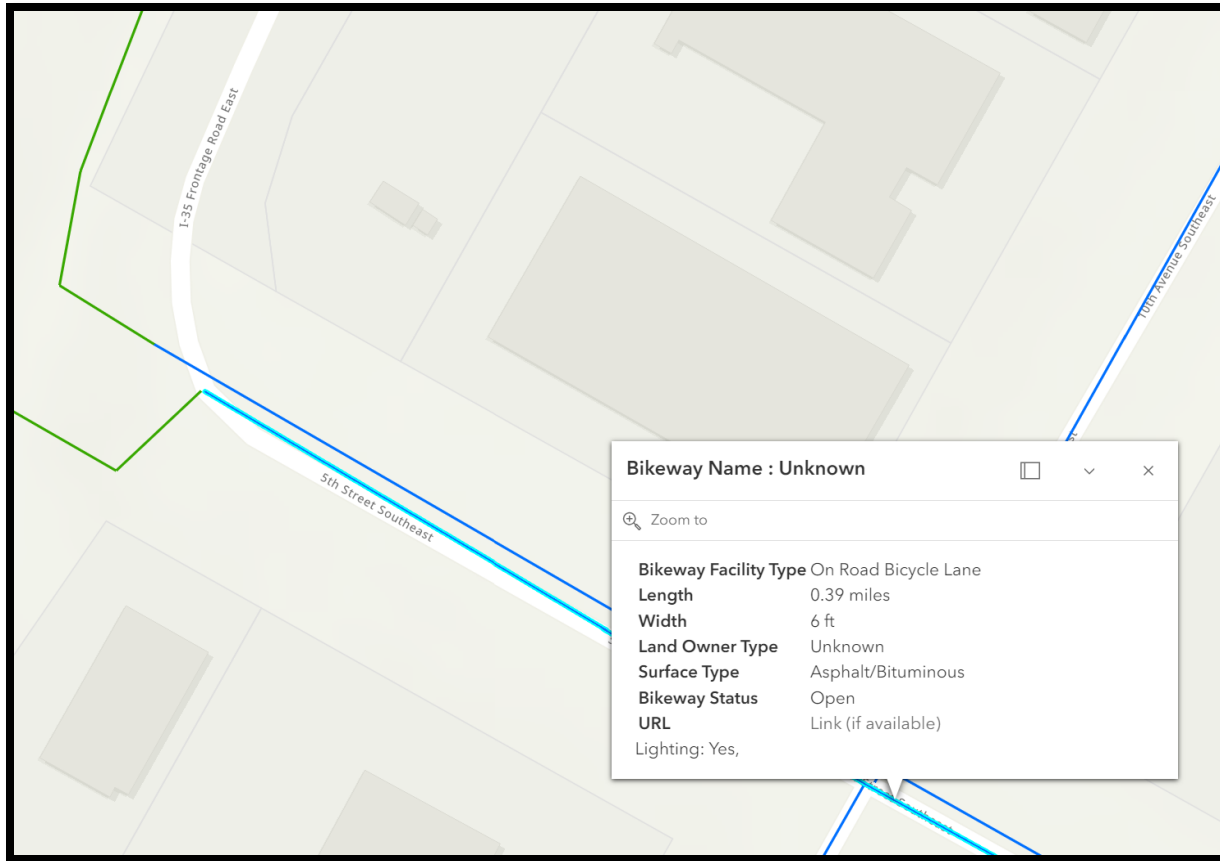 I-35 Frontage Road East
10th Avenue Southeast
5th Street Southeast
Bikeway Name : Unknown
Zoom to
Bikeway Facility Type On Road Bicycle Lane
Length 0.39 miles
Width 6 ft
Land Owner Type Unknown
Surface Type Asphalt/Bituminous
Bikeway Status Open
URL Link (if available)
Lighting: Yes,
Southeast